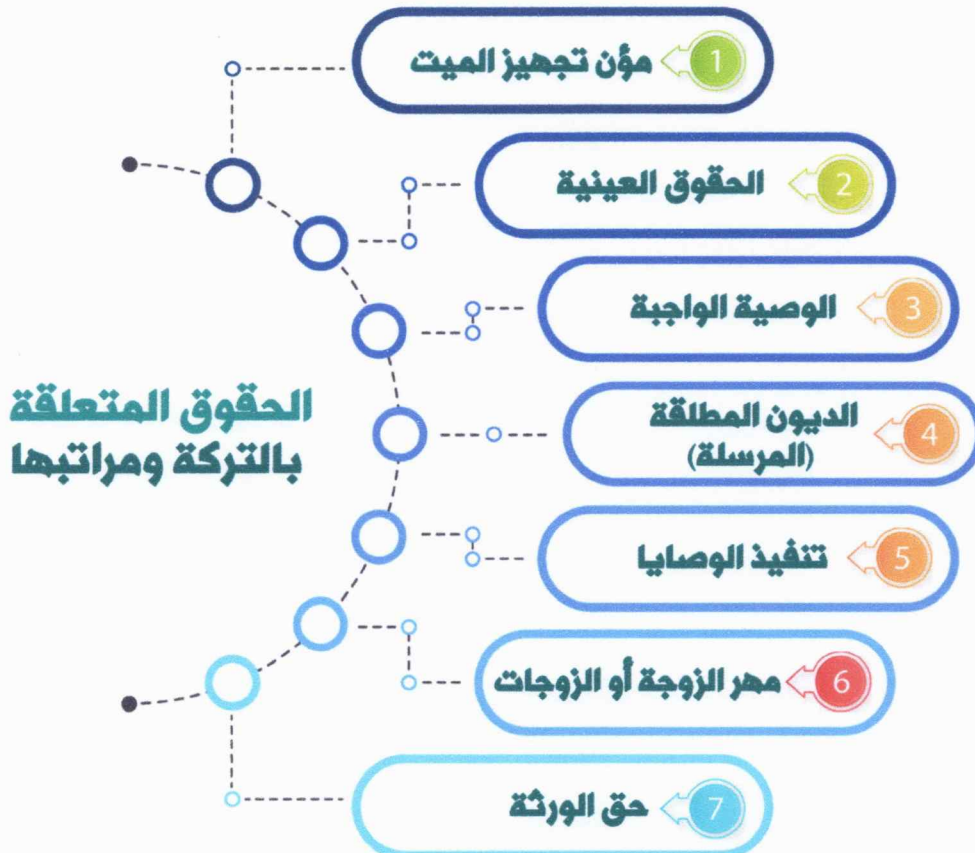 1
مؤن تجهيز الميت
2
الحقوق العينية
3
الوصية الواجبة
4
الديون المطلقة
(المرسلة)
5
تنفيذ الوصايا
6
مهر الزوجة أو الزوجات
7
حق الورثة
الحقوق المتعلقة
بالتركة ومراتبها